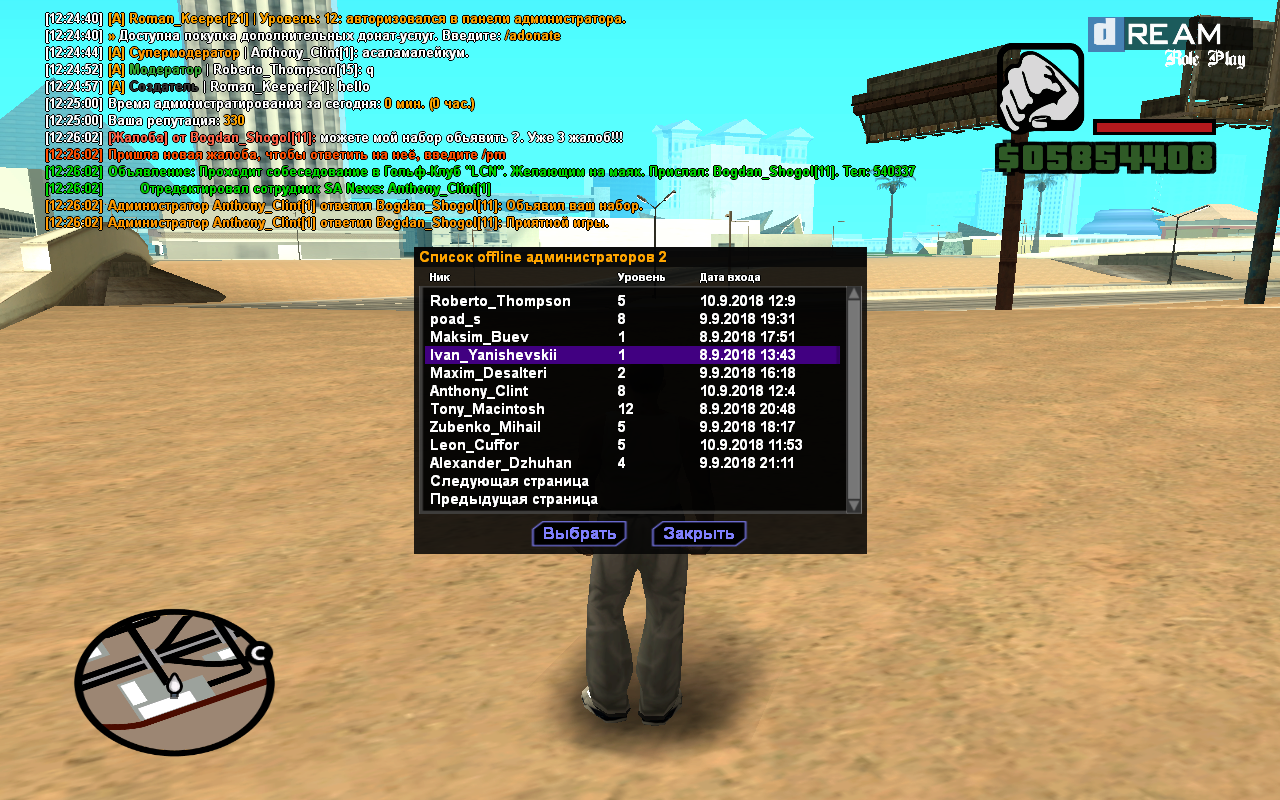 [12:24:40] [A] Roman_Keeper[21] | Уровень: 12: авторизовался в панели администратора.
[12:24:40] » Доступна покупка дополнительных донат-услуг. Введите: /adonate
[12:24:44] [A] Супермодератор | Anthony_Clint[1]: асаламалейкум.
[12:24:52] [A] Модератор | Roberto_Thompson[15]: q
[12:24:57] [A] Создатель | Roman_Keeper[21]: hello
[12:25:00] Время администратирования за сегодня: 0 мин. (0 час.)
[12:25:00] Ваша репутация: 330
[12:26:02] [Жалоба] от Bogdan_Shogol[11]: можете мой набор обьявить ?. Уже 3 жалоб!!!
[12:26:02] Пришла новая жалоба, чтобы ответить на неё, введите /pm
[12:26:02] Объявление: Проходит собеседование в Гольф-Клуб "LCN". Желающим на маяк. Прислал: Bogdan_Shogol[11]. Тел: 540337
[12:26:02] Отредактировал сотрудник SA News: Anthony_Clint[1]
[12:26:02] Администратор Anthony_Clint[1] ответил Bogdan_Shogol[11]: Объявил ваш набор.
[12:26:02] Администратор Anthony_Clint[1] ответил Bogdan_Shogol[11]: Приятной игры.
dREAM
Role Play
$05854408
Список offline администраторов 2
Ник Уровень Дата входа
Roberto_Thompson 5 10.9.2018 12:9
poad_s 8 9.9.2018 19:31
Maksim_Buev 1 8.9.2018 17:51
Ivan_Yanishevskii 1 8.9.2018 13:43
Maxim_Desalteri 2 9.9.2018 16:18
Anthony_Clint 8 10.9.2018 12:4
Tony_Macintosh 12 8.9.2018 20:48
Zubenko_Mihail 5 9.9.2018 18:17
Leon_Cuffor 5 10.9.2018 11:53
Alexander_Dzhuhan 4 9.9.2018 21:11
Следующая страница
Предыдущая страница
Выбрать Закрыть
C